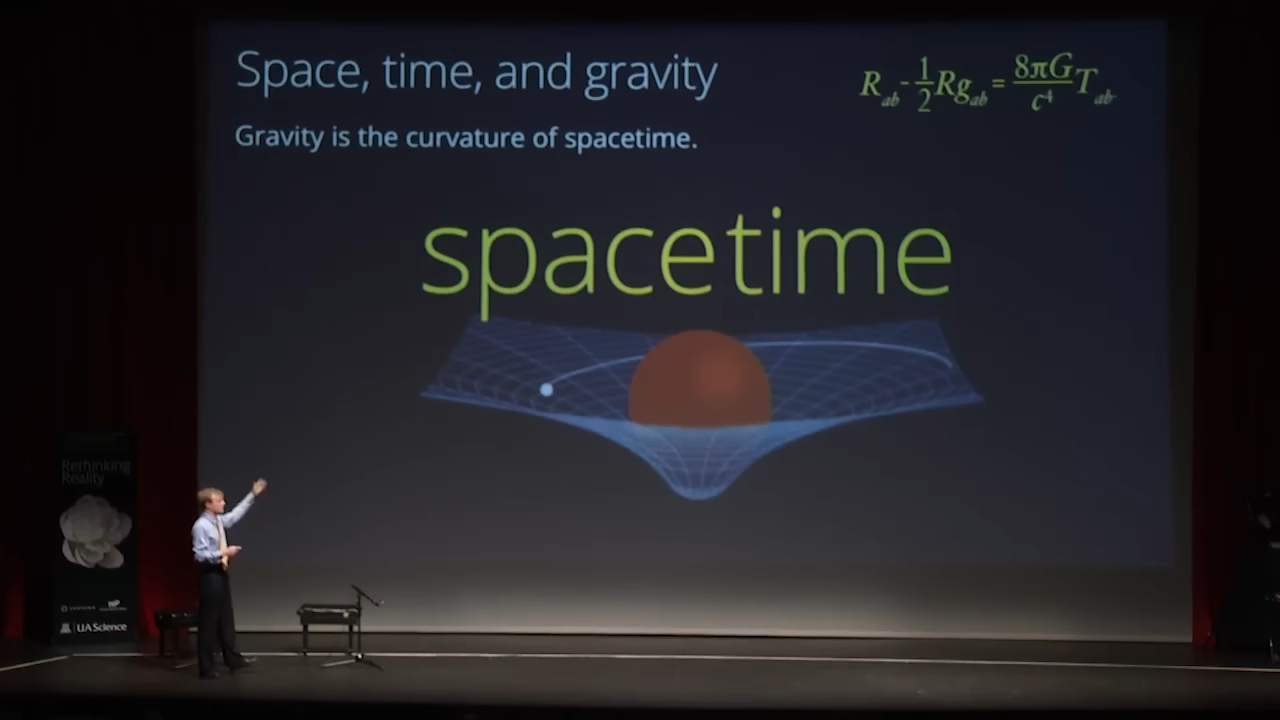 Space, time, and gravity
R_ab - 1/2 Rg_ab = 8πG/c⁴ T_ab.
Gravity is the curvature of spacetime.
spacetime
Rethinking
Reality
UA Science